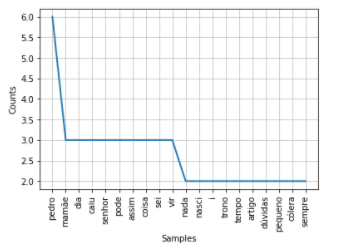 6.0
5.5
5.0
4.5
4.0
3.5
3.0
2.5
2.0
Counts
pedro
mamãe
dia
caiu
senhor
pode
assim
coisa
sei
vir
nada
nasci
i
trono
tempo
artigo
dúvidas
pequeno
cólera
sempre
Samples